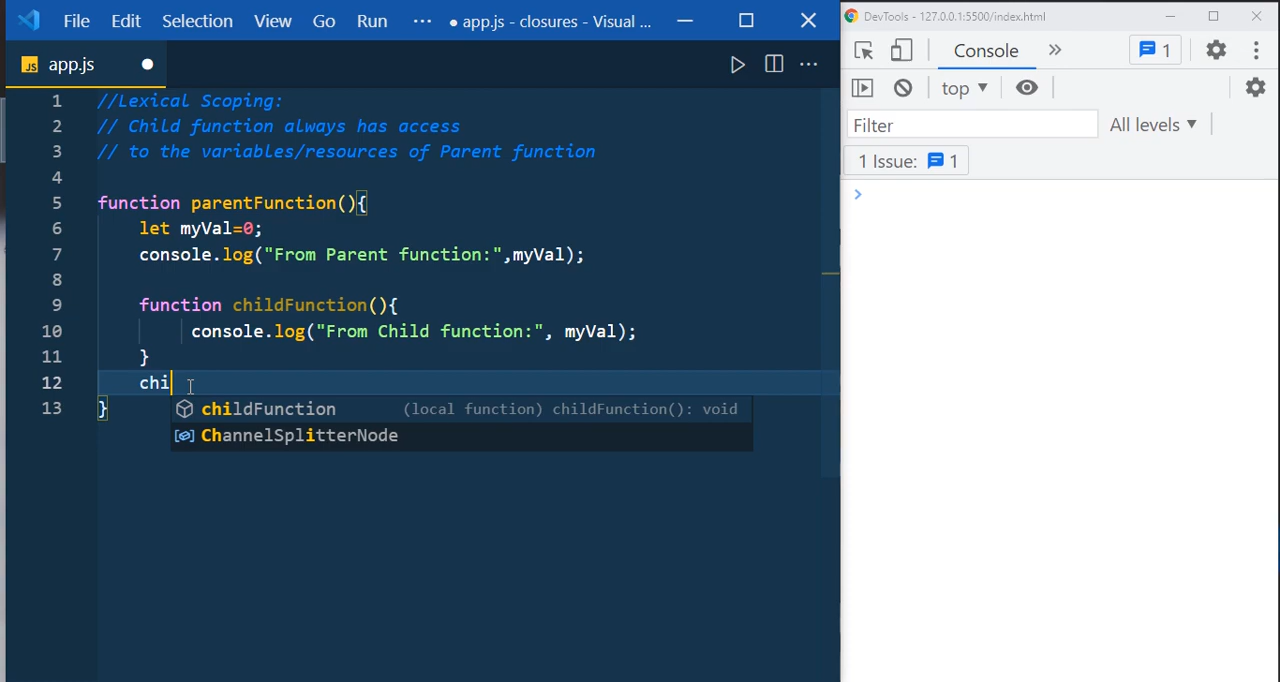 File Edit Selection View Go Run ··· ● app.js - closures - Visual ...
JS app.js ●
1 //Lexical Scoping:
2 // Child function always has access
3 // to the variables/resources of Parent function
4
5 function parentFunction(){
6 let myVal=0;
7 console.log("From Parent function:",myVal);
8
9 function childFunction(){
10 console.log("From Child function:", myVal);
11 }
12 chi
13 }
childFunction (local function) childFunction(): void
ChannelSplitterNode
DevTools - 127.0.0.1:5500/index.html
Console » 1
top ▼
Filter All levels ▼
1 Issue: 1
>